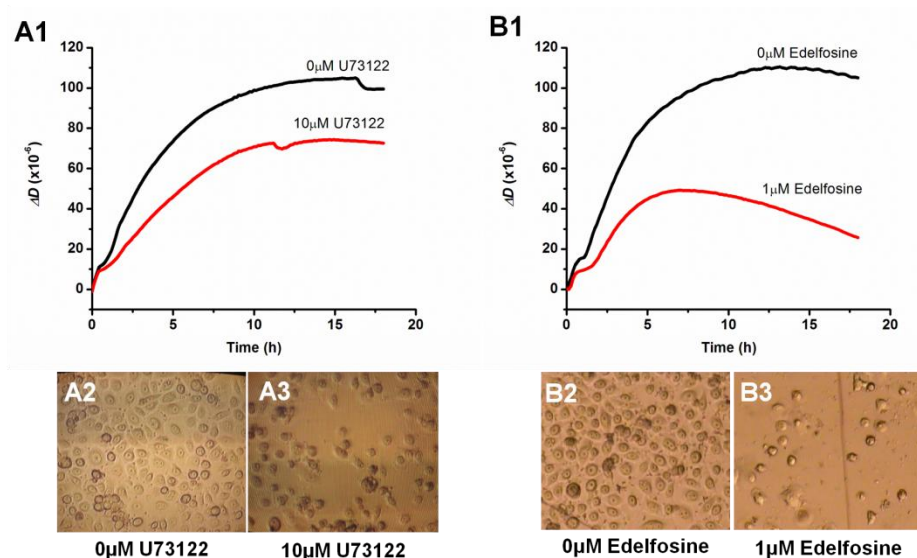 A1
120
100
80
60
40
20
0
ΔD (x10⁻⁶)
0μM U73122
10μM U73122
0 5 10 15 20
Time (h)
B1
120
100
80
60
40
20
0
ΔD (x10⁻⁶)
0μM Edelfosine
1μM Edelfosine
0 5 10 15 20
Time (h)
A2
A3
B2
B3
0μM U73122
10μM U73122
0μM Edelfosine
1μM Edelfosine